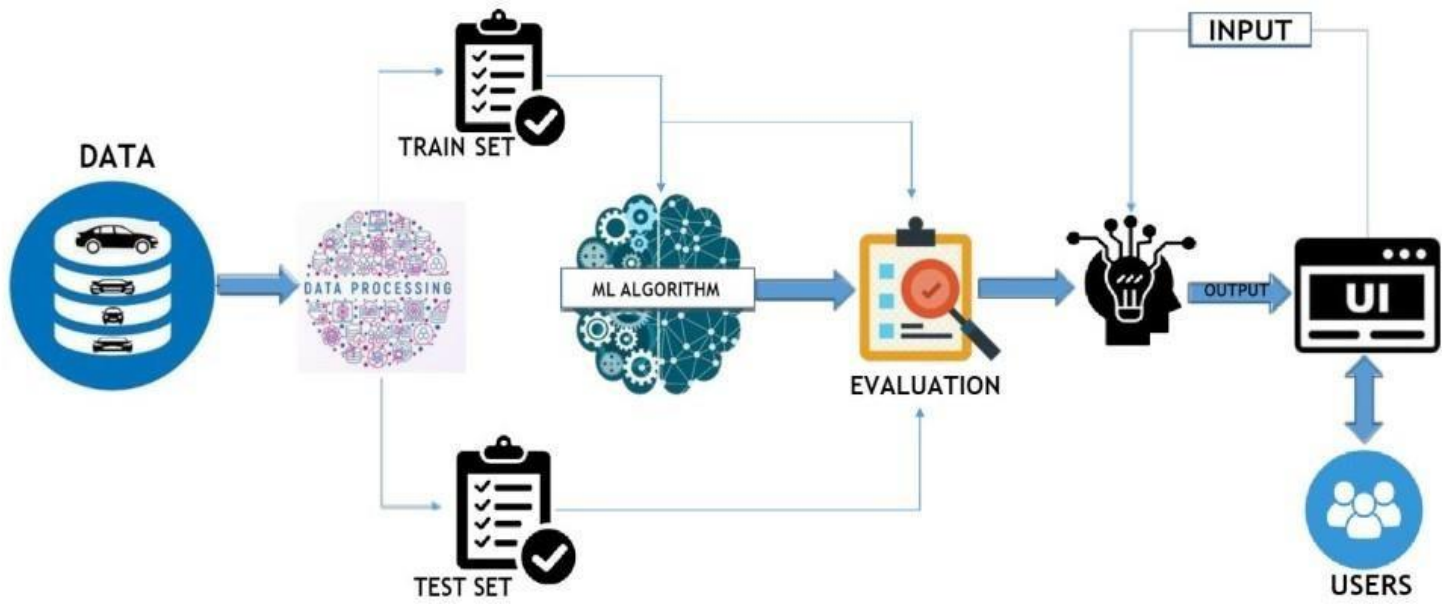 INPUT
TRAIN SET
DATA
DATA PROCESSING
ML ALGORITHM
OUTPUT
UI
EVALUATION
TEST SET
USERS